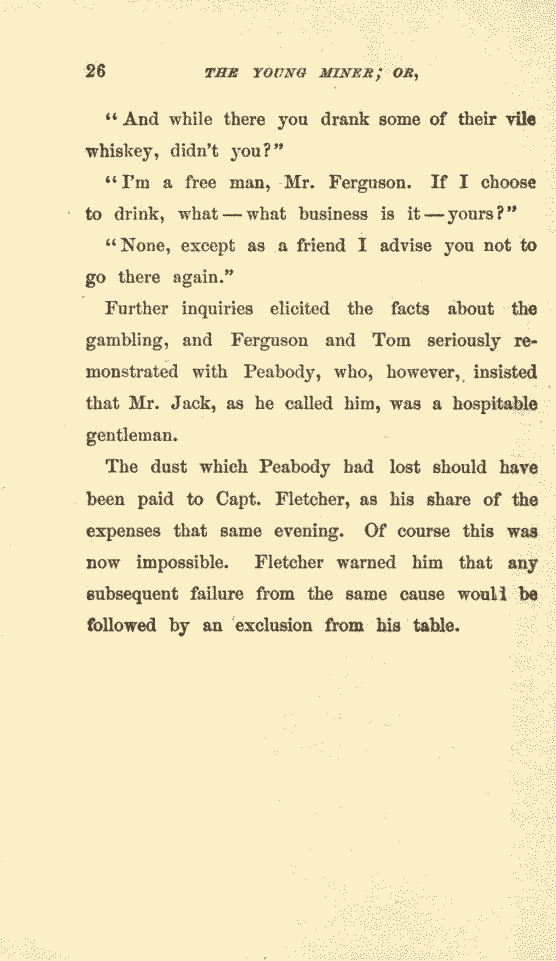 26 THE YOUNG MINER; OR,
“And while there you drank some of their vile
whiskey, didn't you?”
“I'm a free man, Mr. Ferguson. If I choose
to drink, what—what business is it—yours?”
“None, except as a friend I advise you not to
go there again.”
Further inquiries elicited the facts about the
gambling, and Ferguson and Tom seriously re-
monstrated with Peabody, who, however, insisted
that Mr. Jack, as he called him, was a hospitable
gentleman.
The dust which Peabody had lost should have
been paid to Capt. Fletcher, as his share of the
expenses that same evening. Of course this was
now impossible. Fletcher warned him that any
subsequent failure from the same cause would be
followed by an exclusion from his table.